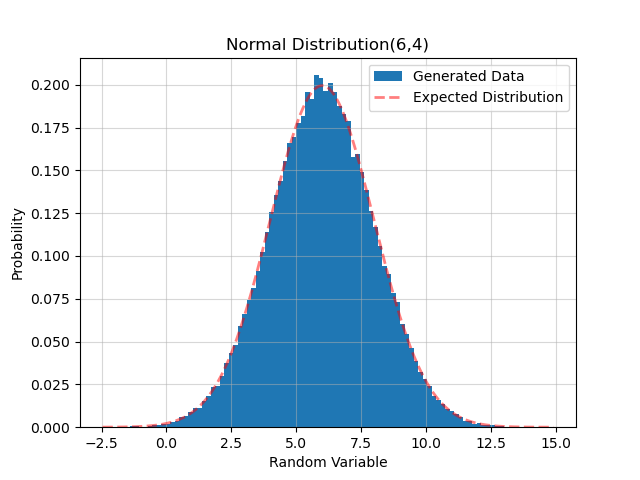 Normal Distribution(6,4)
Generated Data
Expected Distribution
Probability
0.200
0.175
0.150
0.125
0.100
0.075
0.050
0.025
0.000
−2.5 0.0 2.5 5.0 7.5 10.0 12.5 15.0
Random Variable